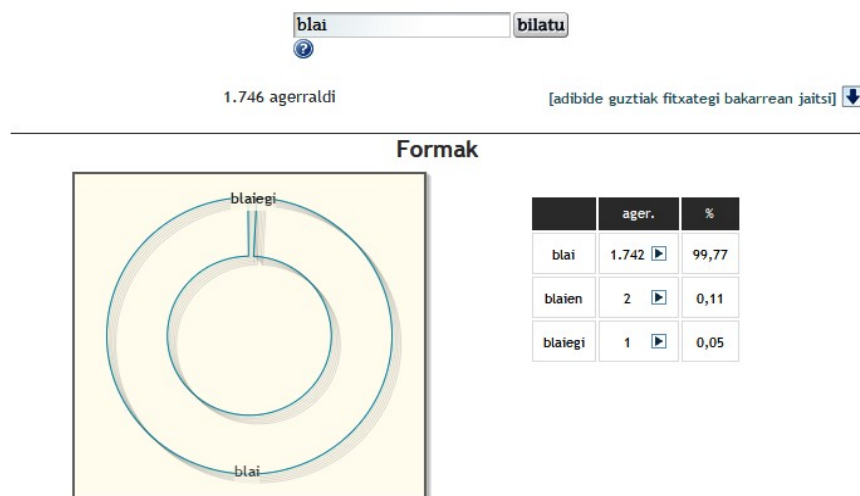 blai bilatu
?
1.746 agerraldi [adibide guztiak fitxategi bakarrean jaitsi]
Formak
blaiegi
blai
ager. %
blai 1.742 99,77
blaien 2 0,11
blaiegi 1 0,05